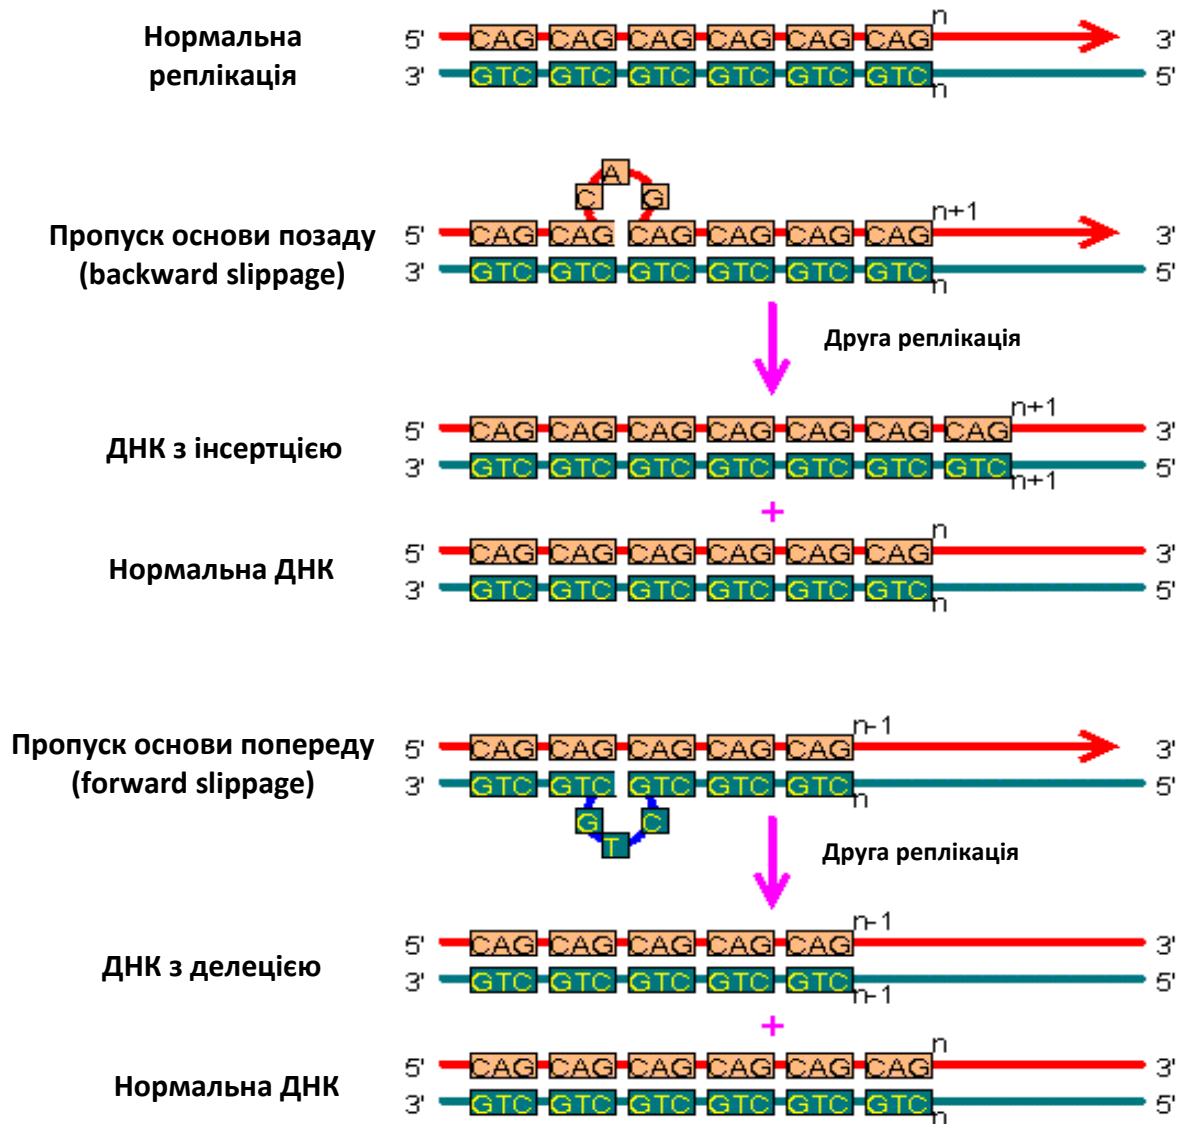 Нормальна
реплікація
n
5' CAG CAG CAG CAG CAG CAG 3'
3' GTC GTC GTC GTC GTC GTC 5'
n
C A G
Пропуск основи позаду
(backward slippage)
n+1
5' CAG CAG CAG CAG CAG CAG 3'
3' GTC GTC GTC GTC GTC GTC 5'
n
Друга реплікація
ДНК з інсертцією
n+1
5' CAG CAG CAG CAG CAG CAG CAG 3'
3' GTC GTC GTC GTC GTC GTC GTC 5'
n+1
+
Нормальна ДНК
n
5' CAG CAG CAG CAG CAG CAG 3'
3' GTC GTC GTC GTC GTC GTC 5'
n
Пропуск основи попереду
(forward slippage)
n-1
5' CAG CAG CAG CAG CAG 3'
3' GTC GTC GTC GTC GTC 5'
n
G T C
Друга реплікація
ДНК з делецією
n-1
5' CAG CAG CAG CAG CAG 3'
3' GTC GTC GTC GTC GTC 5'
n-1
+
Нормальна ДНК
n
5' CAG CAG CAG CAG CAG CAG 3'
3' GTC GTC GTC GTC GTC GTC 5'
n